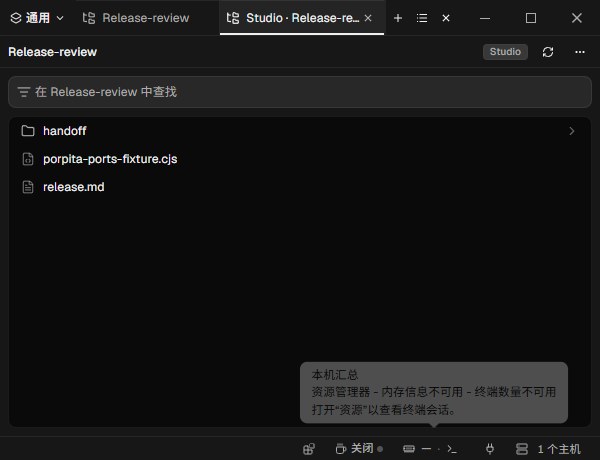 通用
Release-review
Studio · Release-re...
Release-review
Studio
在 Release-review 中查找
handoff
porpita-ports-fixture.cjs
release.md
本机汇总
资源管理器 - 内存信息不可用 - 终端数量不可用
打开“资源”以查看终端会话。
关闭
— ·
1 个主机